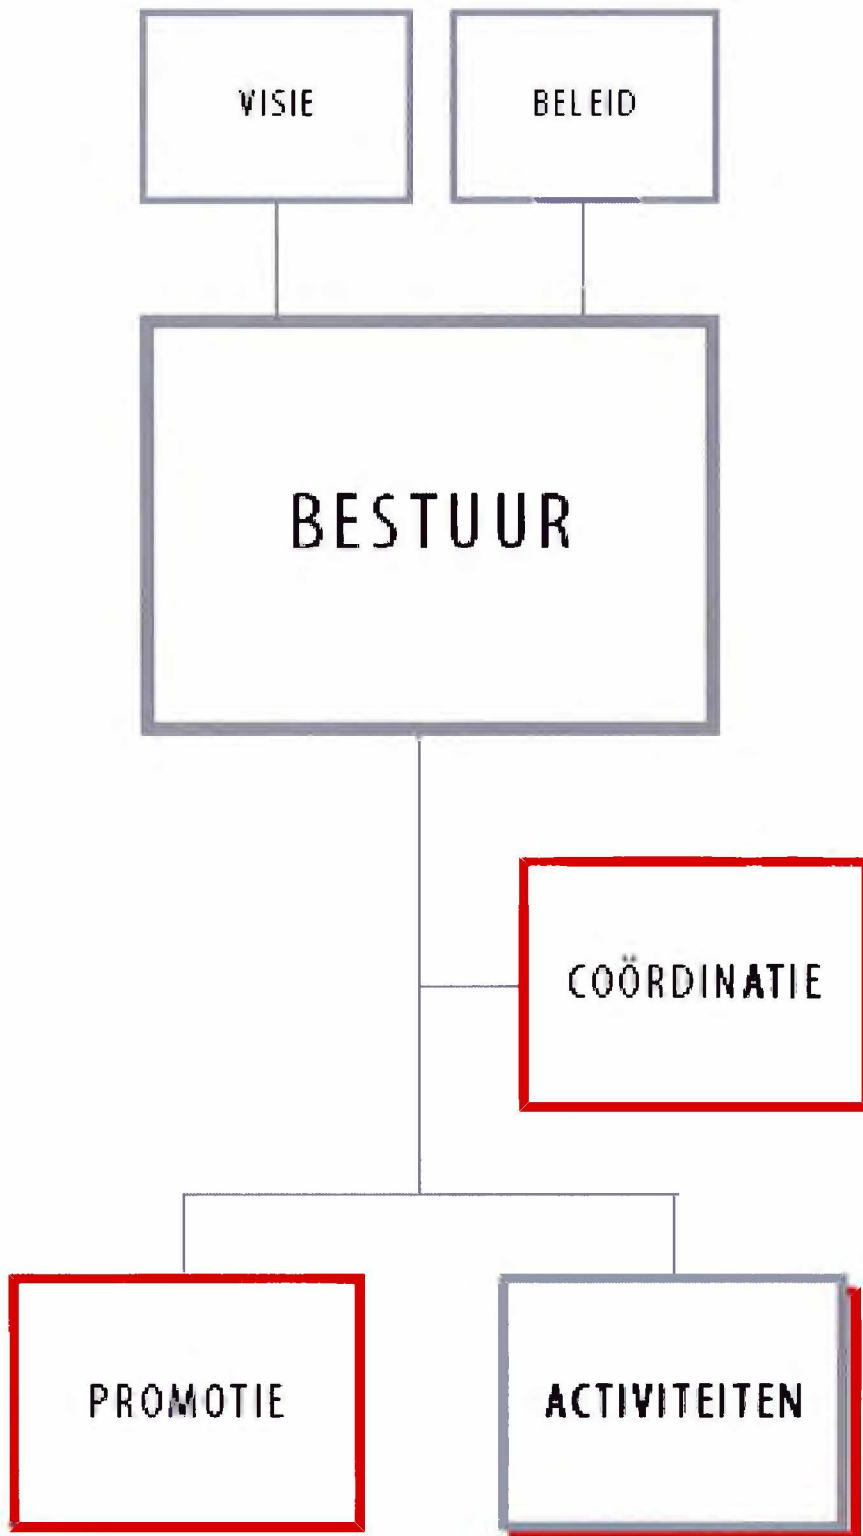 VISIE
BELEID
BESTUUR
COÖRDINATIE
PROMOTIE
ACTIVITEITEN